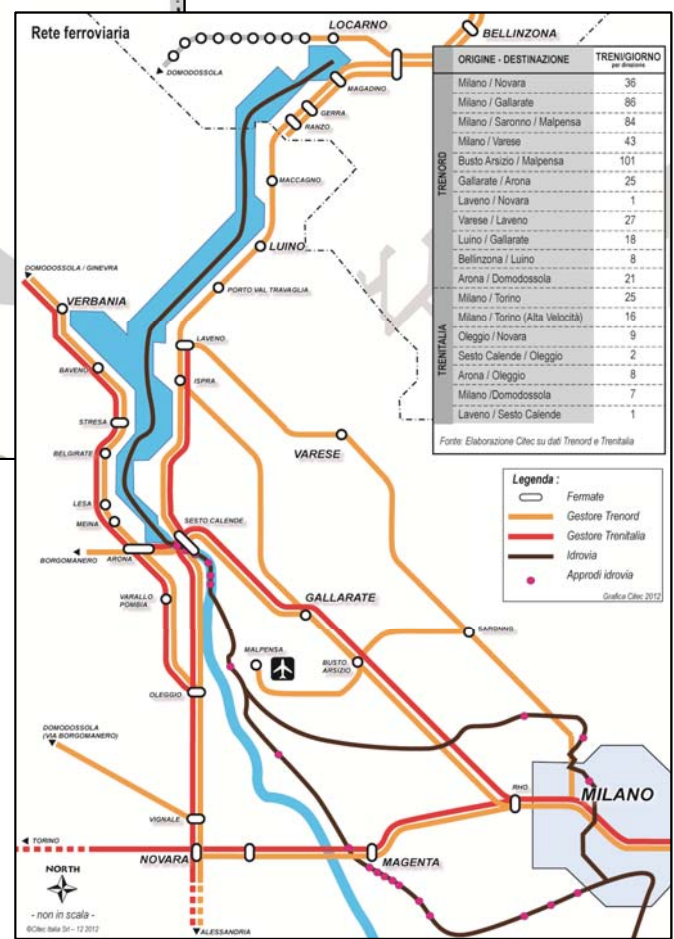 Rete ferroviaria
LOCARNO
BELLINZONA
DOMODOSSOLA
MAGADINO
GERRA
RANZO
MACCAGNO
LUINO
DOMODOSSOLA / GINEVRA
PORTO VAL TRAVAGLIA
VERBANIA
LAVENO
BAVENO
ISPRA
STRESA
VARESE
BELGIRATE
LESA
MEINA
SESTO CALENDE
BORGOMANERO
ARONA
VARALLO POMBIA
GALLARATE
SARONNO
MALPENSA
BUSTO ARSIZIO
OLEGGIO
DOMODOSSOLA
(VIA BORGOMANERO)
RHO
MILANO
VIGNALE
TORINO
NOVARA
MAGENTA
NORTH
- non in scala -
©Citec Italia Srl – 12 2012
ALESSANDRIA
ORIGINE - DESTINAZIONE TRENI/GIORNO
per direzione
TRENORD
Milano / Novara 36
Milano / Gallarate 86
Milano / Saronno / Malpensa 84
Milano / Varese 43
Busto Arsizio / Malpensa 101
Gallarate / Arona 25
Laveno / Novara 1
Varese / Laveno 27
Luino / Gallarate 18
Bellinzona / Luino 8
Arona / Domodossola 21
TRENITALIA
Milano / Torino 25
Milano / Torino (Alta Velocità) 16
Oleggio / Novara 9
Sesto Calende / Oleggio 2
Arona / Oleggio 8
Milano /Domodossola 7
Laveno / Sesto Calende 1
Fonte: Elaborazione Citec su dati Trenord e Trenitalia
Legenda :
Fermate
Gestore Trenord
Gestore Trenitalia
Idrovia
Approdi idrovia
Grafica Citec 2012